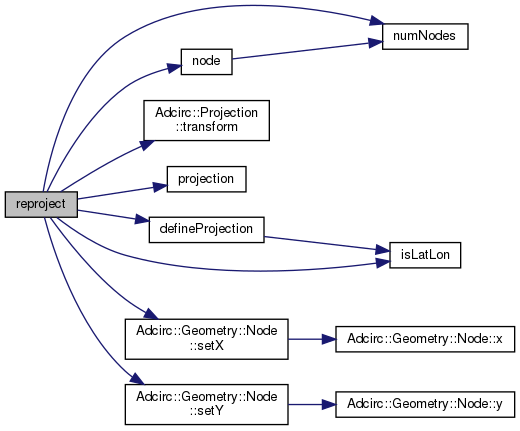 numNodes
node
Adcirc::Projection
::transform
projection
reproject
defineProjection
isLatLon
Adcirc::Geometry::Node
::setX
Adcirc::Geometry::Node::x
Adcirc::Geometry::Node
::setY
Adcirc::Geometry::Node::y